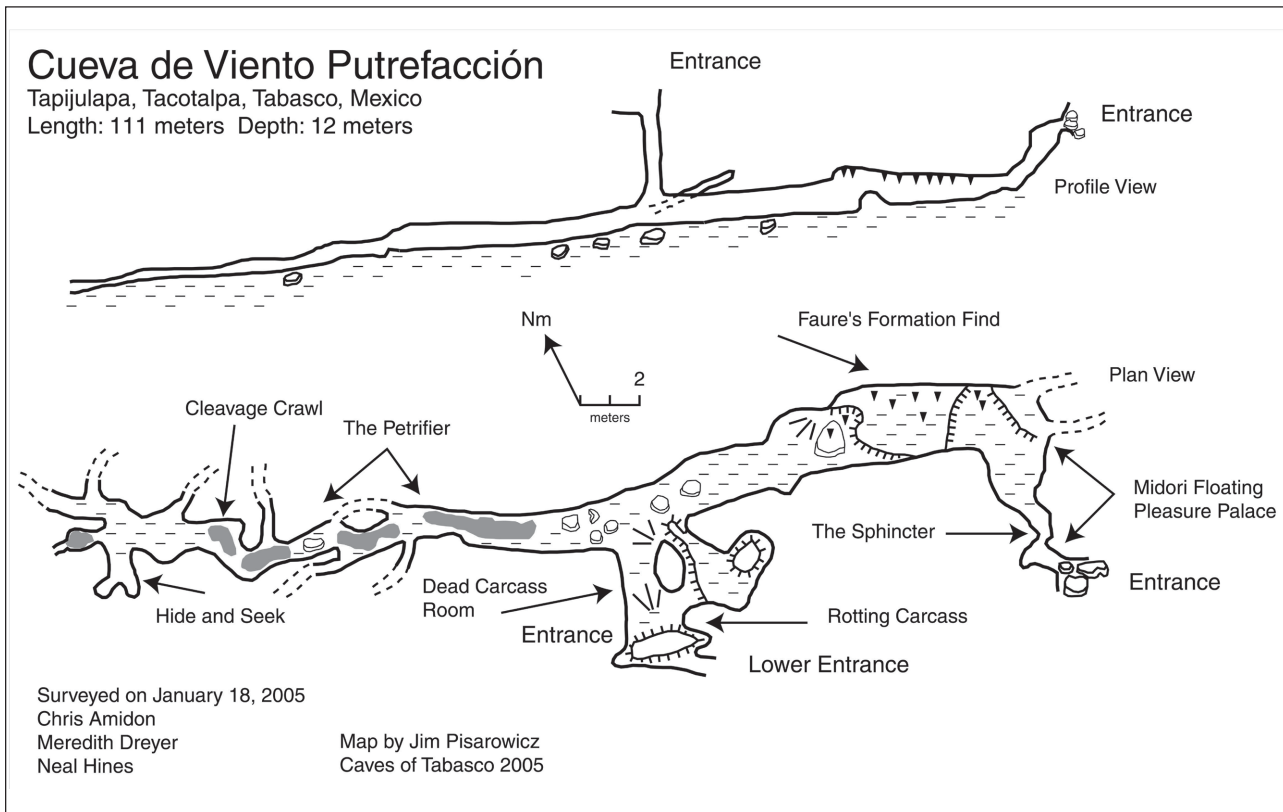 Cueva de Viento Putrefacción
Tapijulapa, Tacotalpa, Tabasco, Mexico
Length: 111 meters  Depth: 12 meters
Entrance
Entrance
Profile View
Nm
2
meters
Faure's Formation Find
Plan View
Cleavage Crawl
The Petrifier
Midori Floating
Pleasure Palace
The Sphincter
Dead Carcass
Room
Entrance
Hide and Seek
Rotting Carcass
Entrance
Lower Entrance
Surveyed on January 18, 2005
Chris Amidon
Meredith Dreyer
Neal Hines
Map by Jim Pisarowicz
Caves of Tabasco 2005